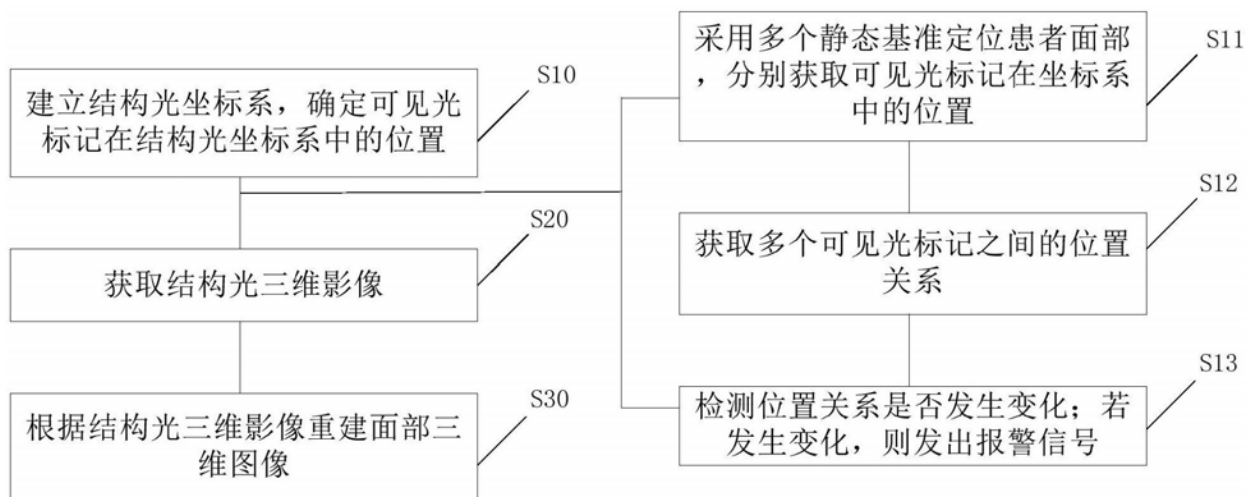 建立结构光坐标系，确定可见光
标记在结构光坐标系中的位置
S10
获取结构光三维影像
S20
根据结构光三维影像重建面部三
维图像
S30
采用多个静态基准定位患者面部
，分别获取可见光标记在坐标系
中的位置
S11
获取多个可见光标记之间的位置
关系
S12
检测位置关系是否发生变化；若
发生变化，则发出报警信号
S13